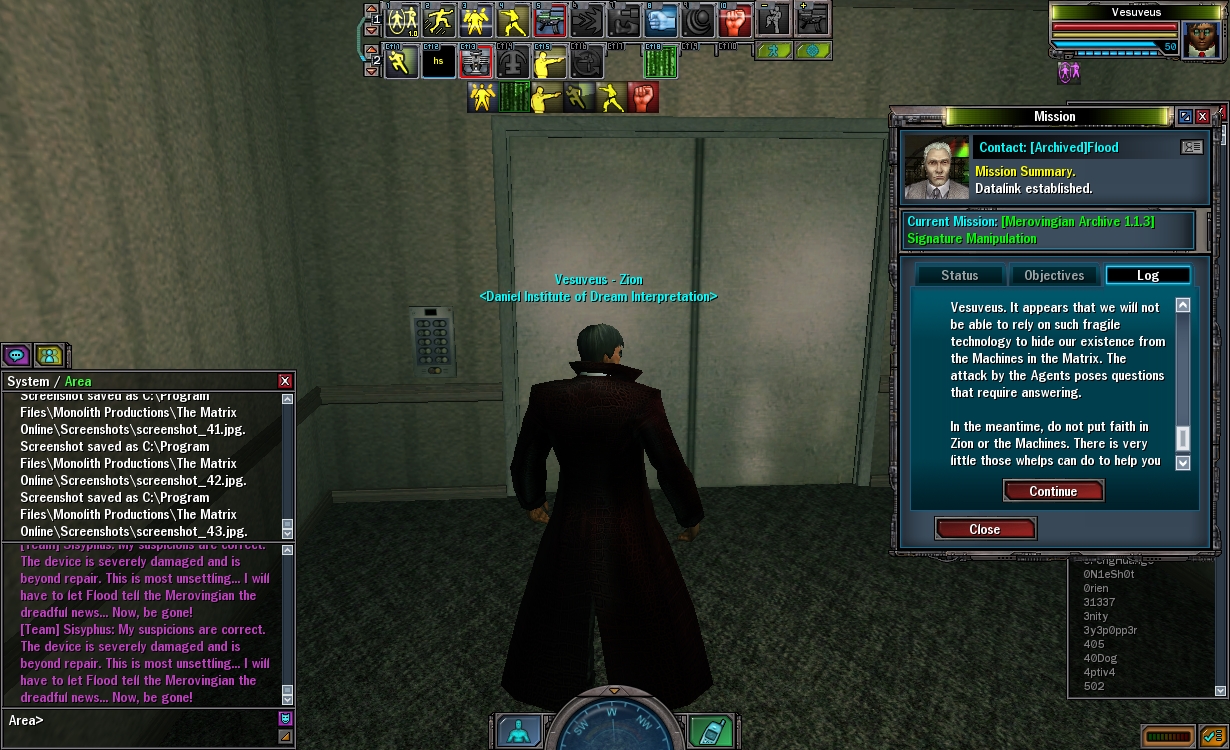 1
1.0
2
Ctrl1
Ctrl2
hs
Vesuveus
50
Mission
Contact: [Archived]Flood
Mission Summary.
Datalink established.
Current Mission: [Merovingian Archive 1.1.3]
Signature Manipulation
Status
Objectives
Log
Vesuveus. It appears that we will not
be able to rely on such fragile
technology to hide our existence from
the Machines in the Matrix. The
attack by the Agents poses questions
that require answering.
In the meantime, do not put faith in
Zion or the Machines. There is very
little those whelps can do to help you
Continue
Close
Vesuveus - Zion
<Daniel Institute of Dream Interpretation>
System / Area
Screenshot saved as C:\Program
Files\Monolith Productions\The Matrix
Online\Screenshots\screenshot_41.jpg.
Screenshot saved as C:\Program
Files\Monolith Productions\The Matrix
Online\Screenshots\screenshot_42.jpg.
Screenshot saved as C:\Program
Files\Monolith Productions\The Matrix
Online\Screenshots\screenshot_43.jpg.
[Team] Sisyphus: My suspicions are correct.
The device is severely damaged and is
beyond repair. This is most unsettling... I will
have to let Flood tell the Merovingian the
dreadful news... Now, be gone!
[Team] Sisyphus: My suspicions are correct.
The device is severely damaged and is
beyond repair. This is most unsettling... I will
have to let Flood tell the Merovingian the
dreadful news... Now, be gone!
Area>
SW
W
NW
0N1eSh0t
0rien
31337
3nity
3y3p0pp3r
405
40Dog
4ptiv4
502